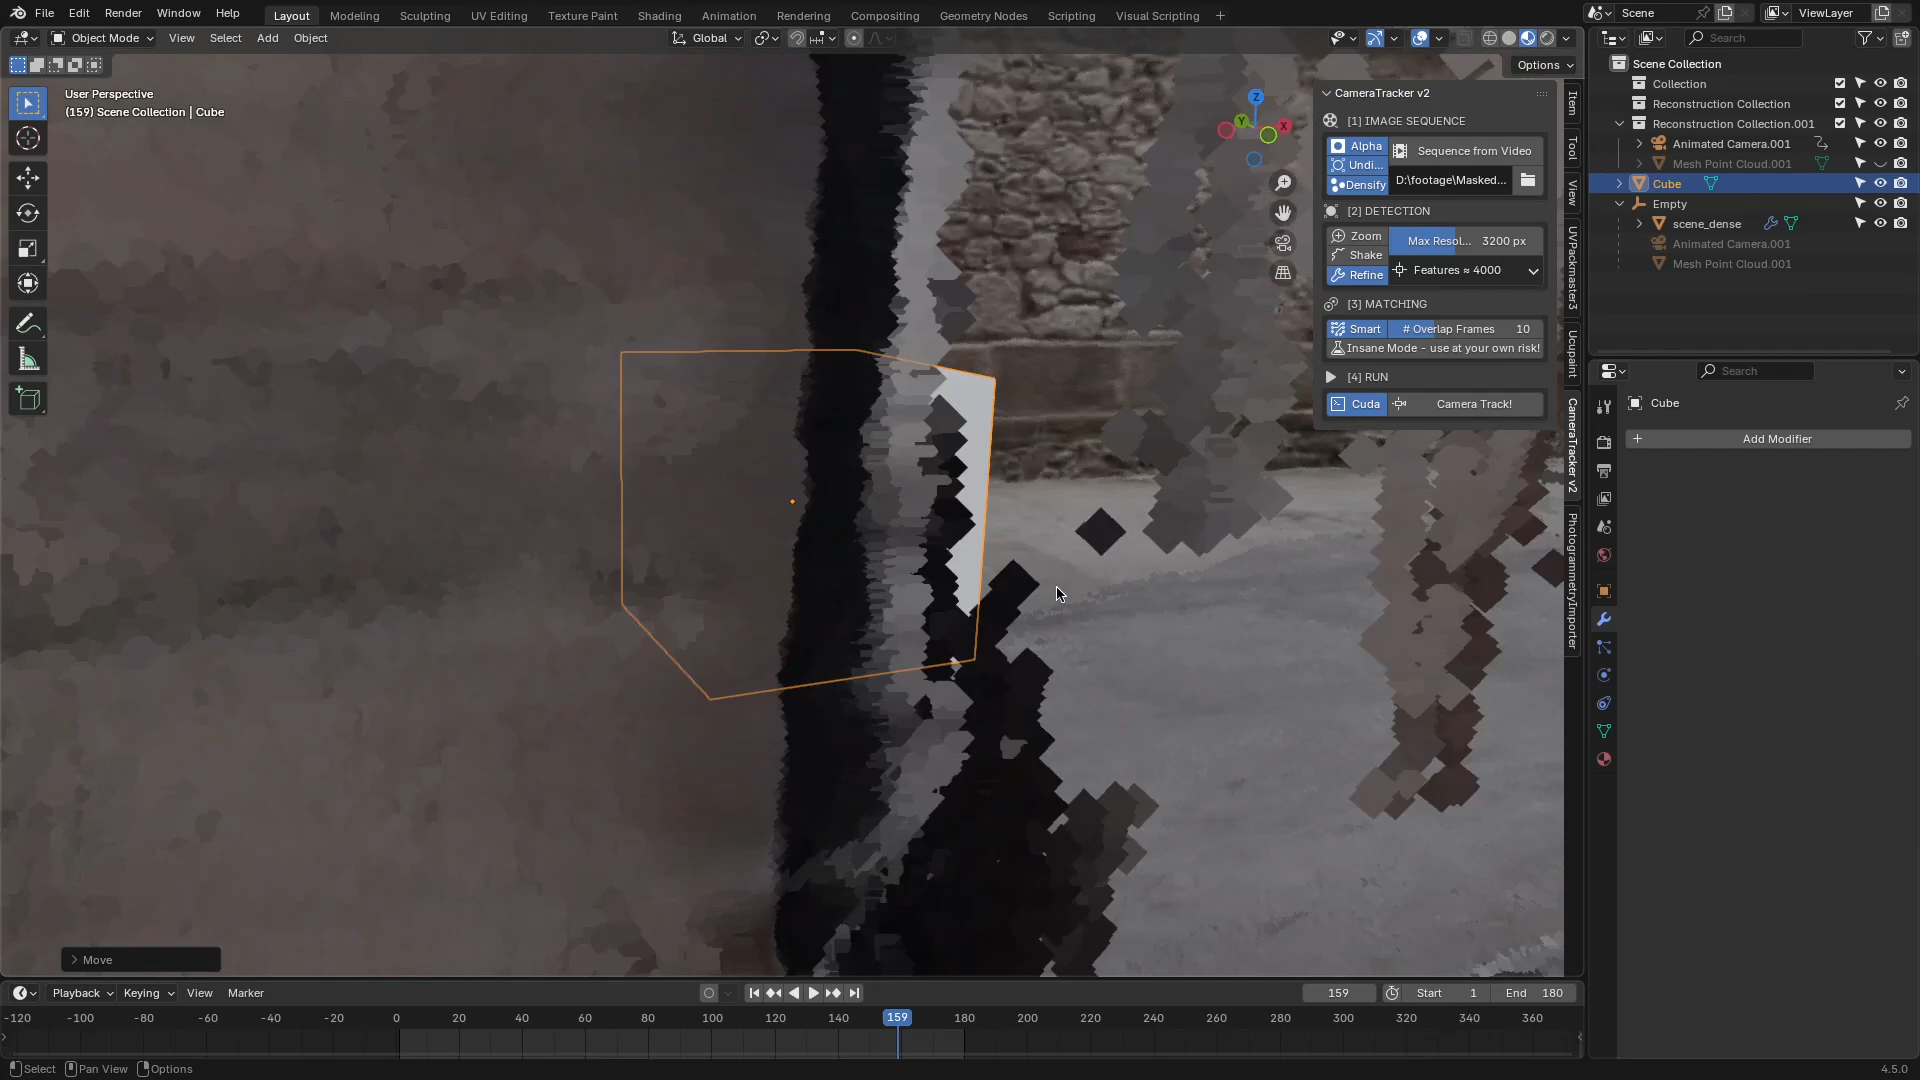 File Edit Render Window Help Layout Modeling Sculpting UV Editing Texture Paint Shading Animation Rendering Compositing Geometry Nodes Scripting Visual Scripting + Scene ViewLayer
Object Mode View Select Add Object Global Search
Options
User Perspective
(159) Scene Collection | Cube
Z
Y
X
CameraTracker v2
[1] IMAGE SEQUENCE
Alpha Sequence from Video
Undi...
Densify D:\footage\Masked...
[2] DETECTION
Zoom Max Resol... 3200 px
Shake
Refine Features ≈ 4000
[3] MATCHING
Smart # Overlap Frames 10
Insane Mode - use at your own risk!
[4] RUN
Cuda Camera Track!
Item
Tool
View
UVPackmaster3
Ucupaint
CameraTracker v2
PhotogrammetryImporter
Scene Collection
Collection
Reconstruction Collection
Reconstruction Collection.001
Animated Camera.001
Mesh Point Cloud.001
Cube
Empty
scene_dense
Animated Camera.001
Mesh Point Cloud.001
Search
Cube
Add Modifier
Move
Playback Keying View Marker 159 Start 1 End 180
-120 -100 -80 -60 -40 -20 0 20 40 60 80 100 120 140 159 180 200 220 240 260 280 300 320 340 360
Select Pan View Options 4.5.0